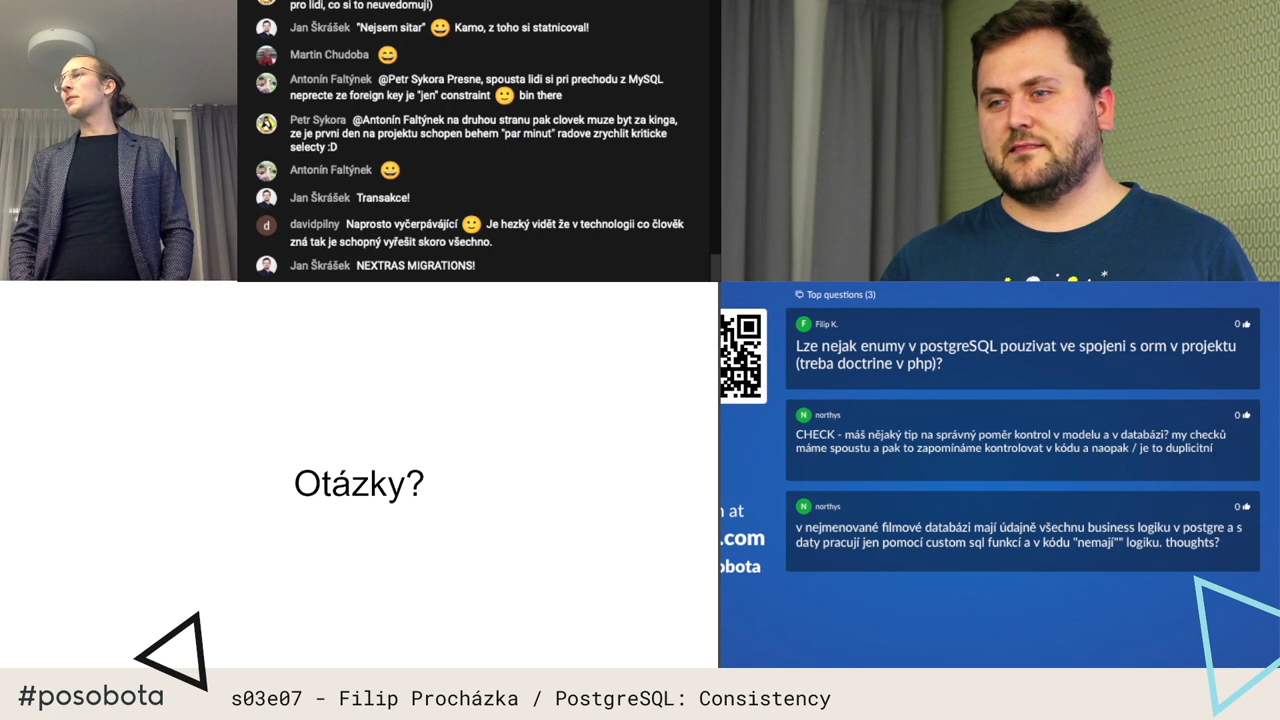 pro lidi, co si to neuvedomují)
Jan Škrášek "Nejsem sitar" 😀 Kamo, z toho si statnicoval!
Martin Chudoba 😄
Antonín Faltýnek @Petr Sykora Presne, spousta lidi si pri prechodu z MySQL
neprecte ze foreign key je "jen" constraint 🙂 bin there
Petr Sykora @Antonín Faltýnek na druhou stranu pak clovek muze byt za kinga,
ze je prvni den na projektu schopen behem "par minut" radove zrychlit kriticke
selecty :D
Antonín Faltýnek 😀
Jan Škrášek Transakce!
d
davidpilny Naprosto vyčerpávájící 🙂 Je hezký vidět že v technologii co člověk
zná tak je schopný vyřešit skoro všechno.
Jan Škrášek NEXTRAS MIGRATIONS!
Otázky?
Top questions (3)
F Filip K. 0
Lze nejak enumy v postgreSQL pouzivat ve spojeni s orm v projektu
(treba doctrine v php)?
N northys 0
CHECK - máš nějaký tip na správný poměr kontrol v modelu a v databázi? my checků
máme spoustu a pak to zapomínáme kontrolovat v kódu a naopak / je to duplicitní
N northys 0
v nejmenované filmové databázi mají údajně všechnu business logiku v postgre a s
daty pracují jen pomocí custom sql funkcí a v kódu "nemají"" logiku. thoughts?
at
.com
obota
#posobota
s03e07 - Filip Procházka / PostgreSQL: Consistency